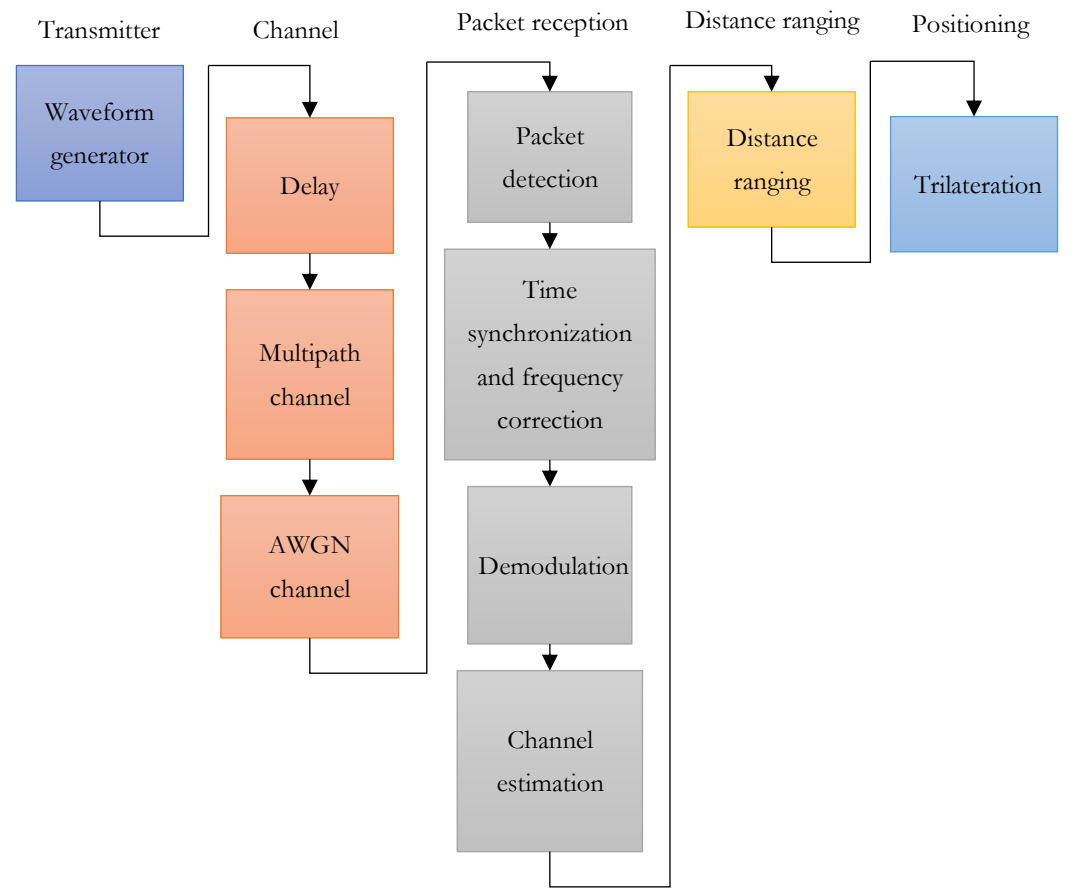 Transmitter
Channel
Packet reception
Distance ranging
Positioning
Waveform
generator
Delay
Multipath
channel
AWGN
channel
Packet
detection
Time
synchronization
and frequency
correction
Demodulation
Channel
estimation
Distance
ranging
Trilateration